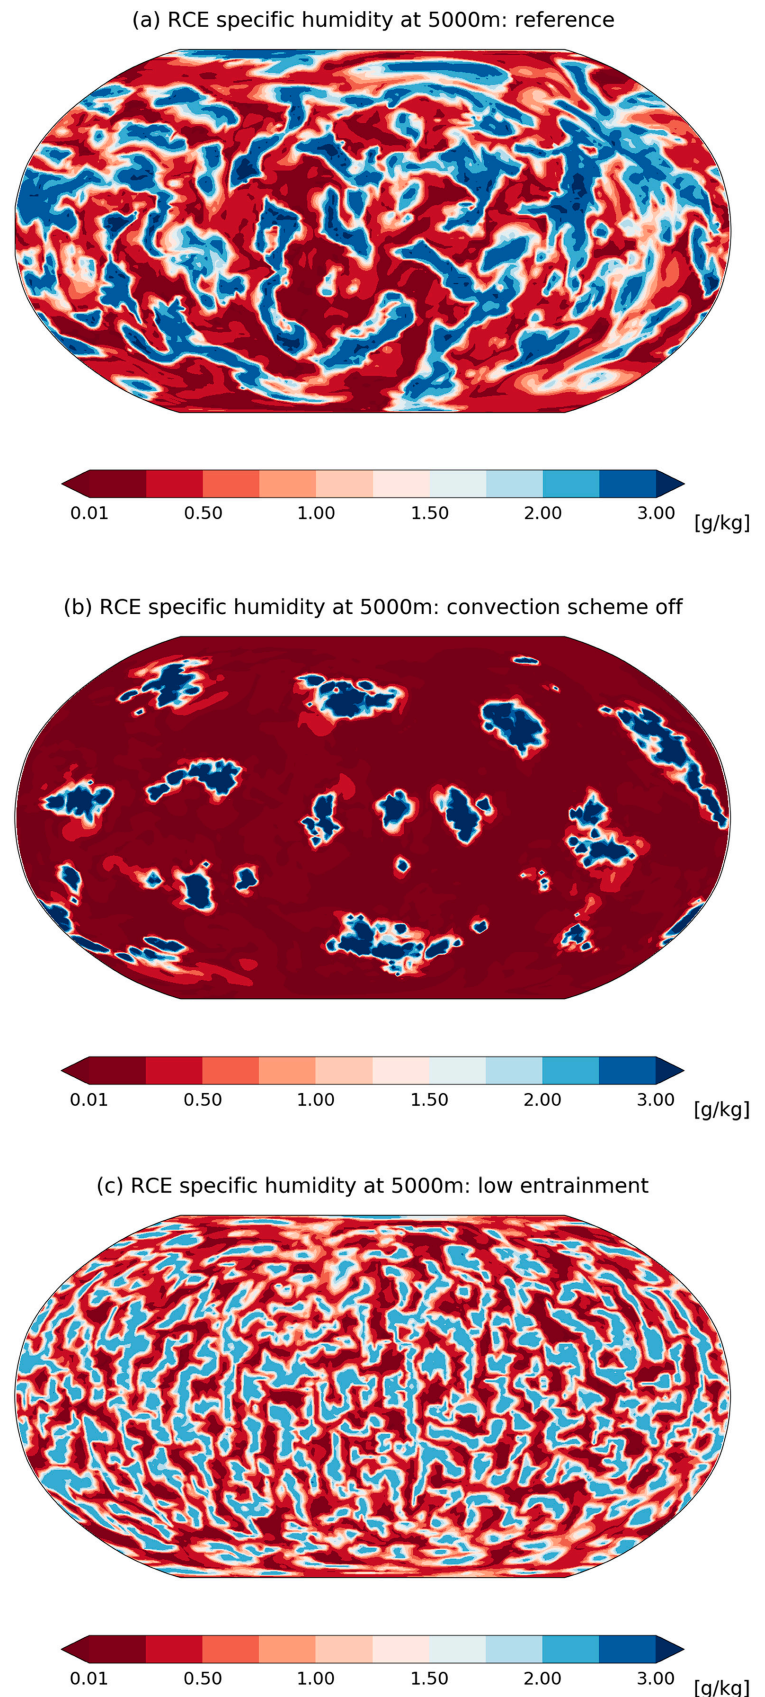 (a) RCE specific humidity at 5000m: reference
0.01 0.50 1.00 1.50 2.00 3.00
[g/kg]
(b) RCE specific humidity at 5000m: convection scheme off
0.01 0.50 1.00 1.50 2.00 3.00
[g/kg]
(c) RCE specific humidity at 5000m: low entrainment
0.01 0.50 1.00 1.50 2.00 3.00
[g/kg]